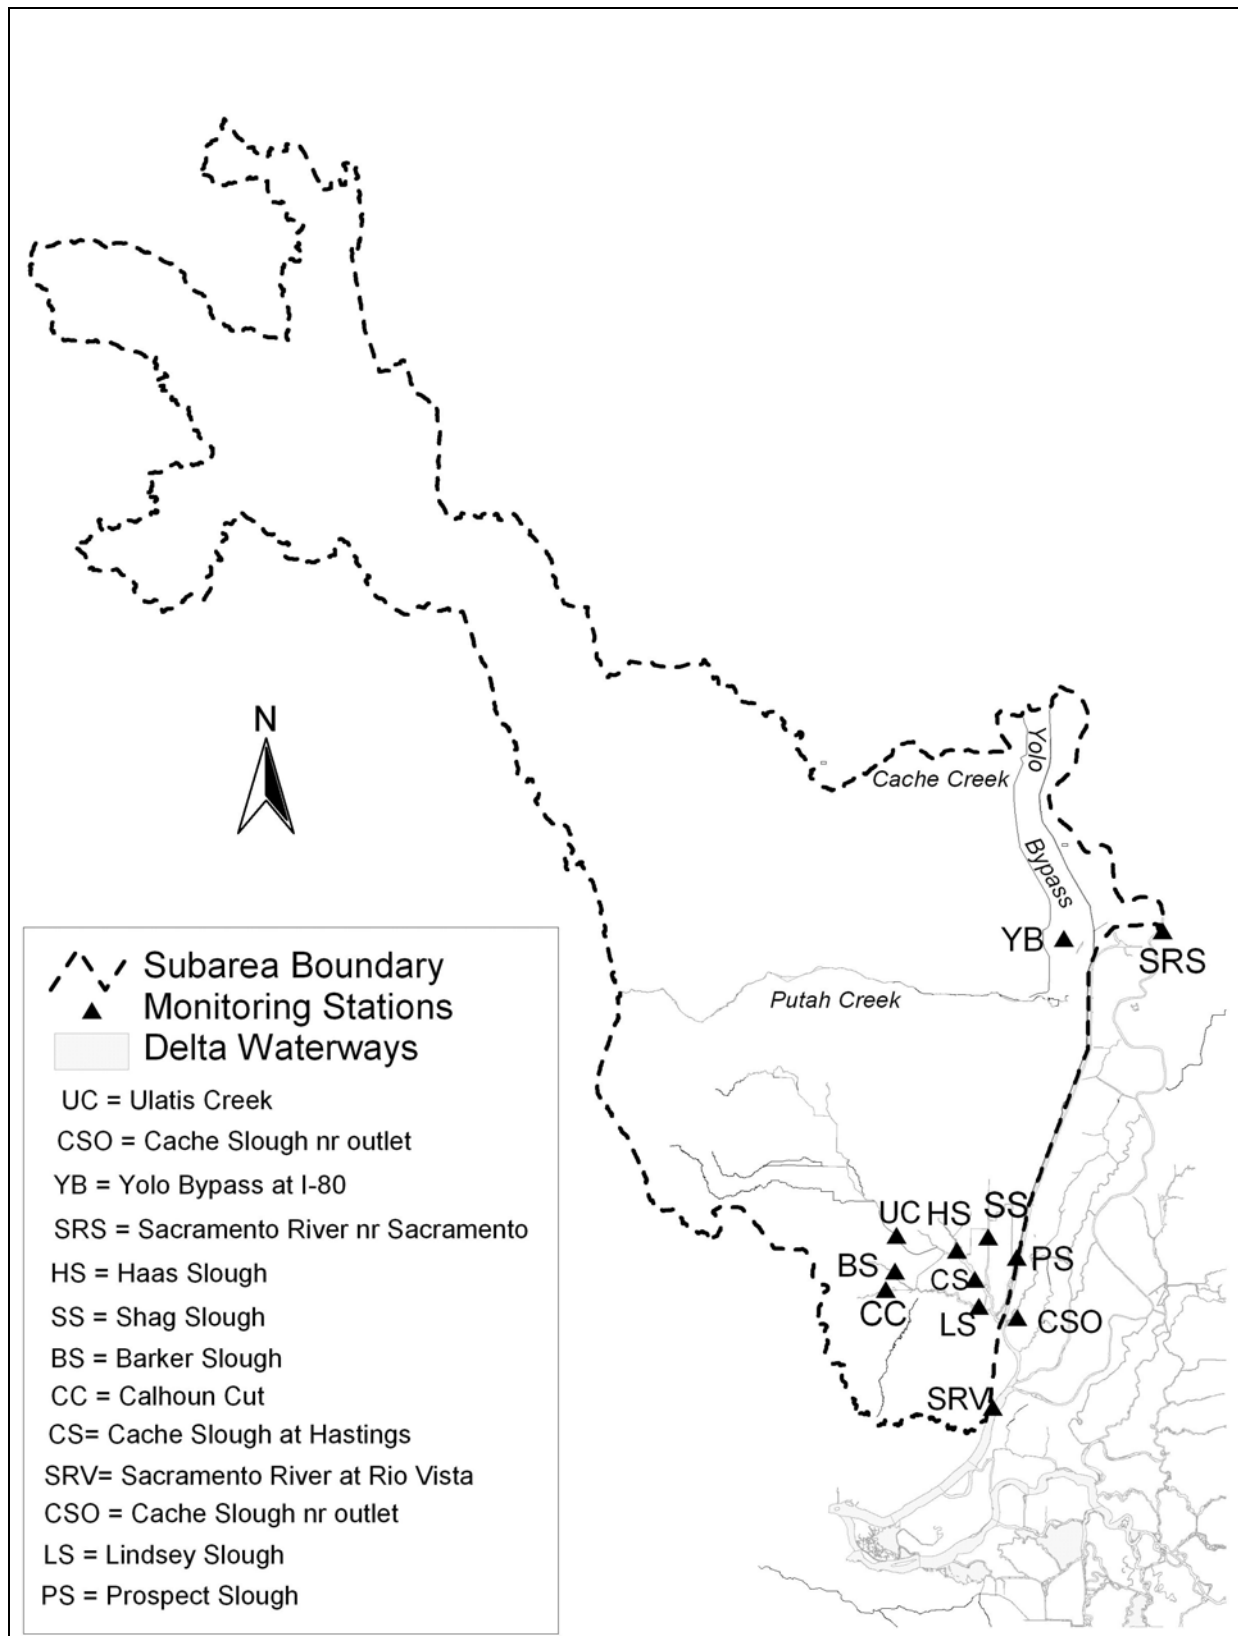 N
Cache Creek
Yolo
Bypass
YB
SRS
Putah Creek
UC
HS
SS
BS
CS
PS
CC
LS
CSO
SRV
Subarea Boundary
Monitoring Stations
Delta Waterways
UC = Ulatis Creek
CSO = Cache Slough nr outlet
YB = Yolo Bypass at I-80
SRS = Sacramento River nr Sacramento
HS = Haas Slough
SS = Shag Slough
BS = Barker Slough
CC = Calhoun Cut
CS= Cache Slough at Hastings
SRV= Sacramento River at Rio Vista
CSO = Cache Slough nr outlet
LS = Lindsey Slough
PS = Prospect Slough